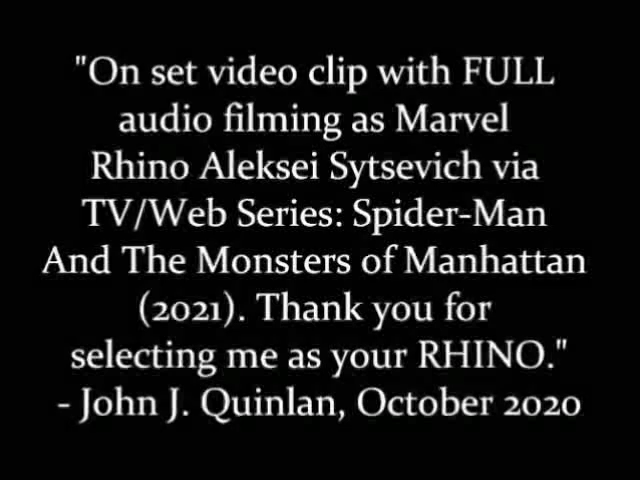 "On set video clip with FULL
audio filming as Marvel
Rhino Aleksei Sytsevich via
TV/Web Series: Spider-Man
And The Monsters of Manhattan
(2021). Thank you for
selecting me as your RHINO."
- John J. Quinlan, October 2020